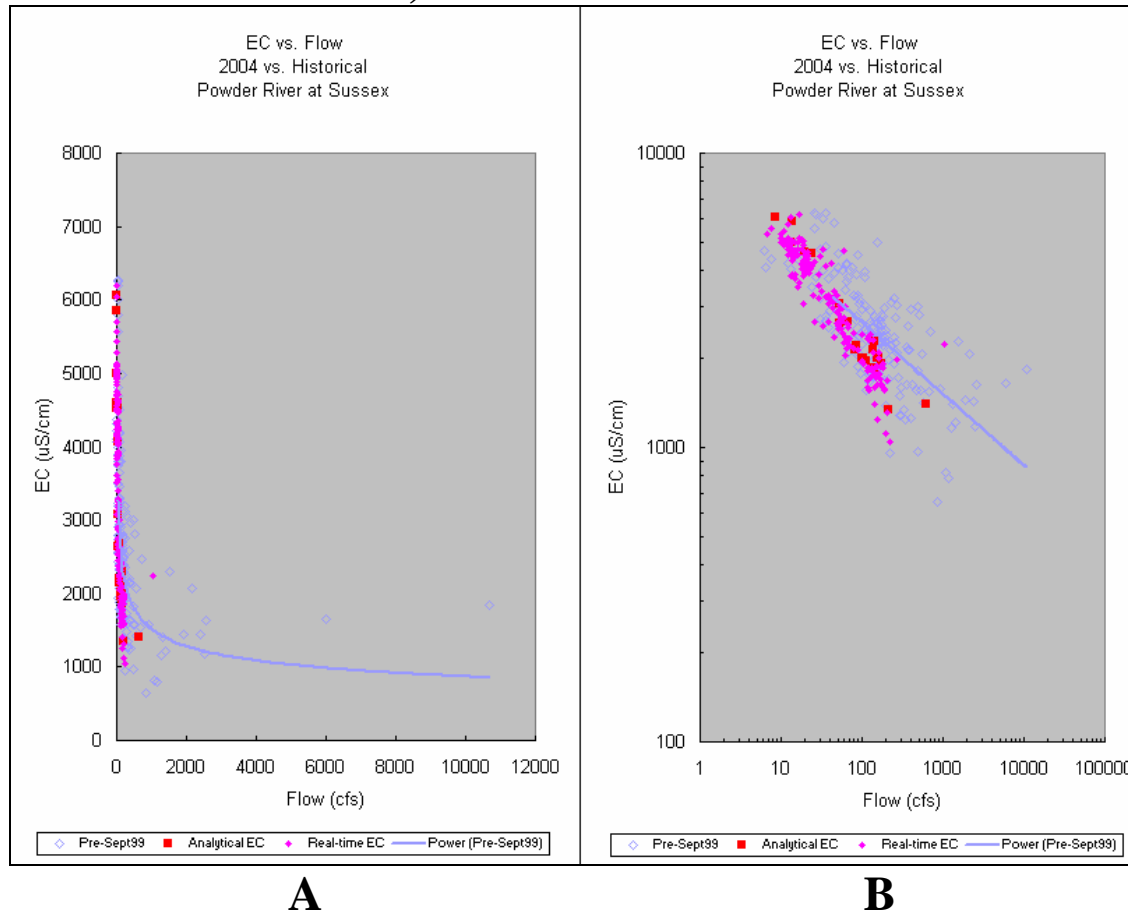 EC vs. Flow
2004 vs. Historical
Powder River at Sussex
8000
7000
6000
5000
4000
3000
2000
1000
0
EC (uS/cm)
0 2000 4000 6000 8000 10000 12000
Flow (cfs)
Pre-Sept99 Analytical EC Real-time EC Power (Pre-Sept99)
A
EC vs. Flow
2004 vs. Historical
Powder River at Sussex
10000
1000
100
EC (uS/cm)
1 10 100 1000 10000 100000
Flow (cfs)
Pre-Sept99 Analytical EC Real-time EC Power (Pre-Sept99)
B